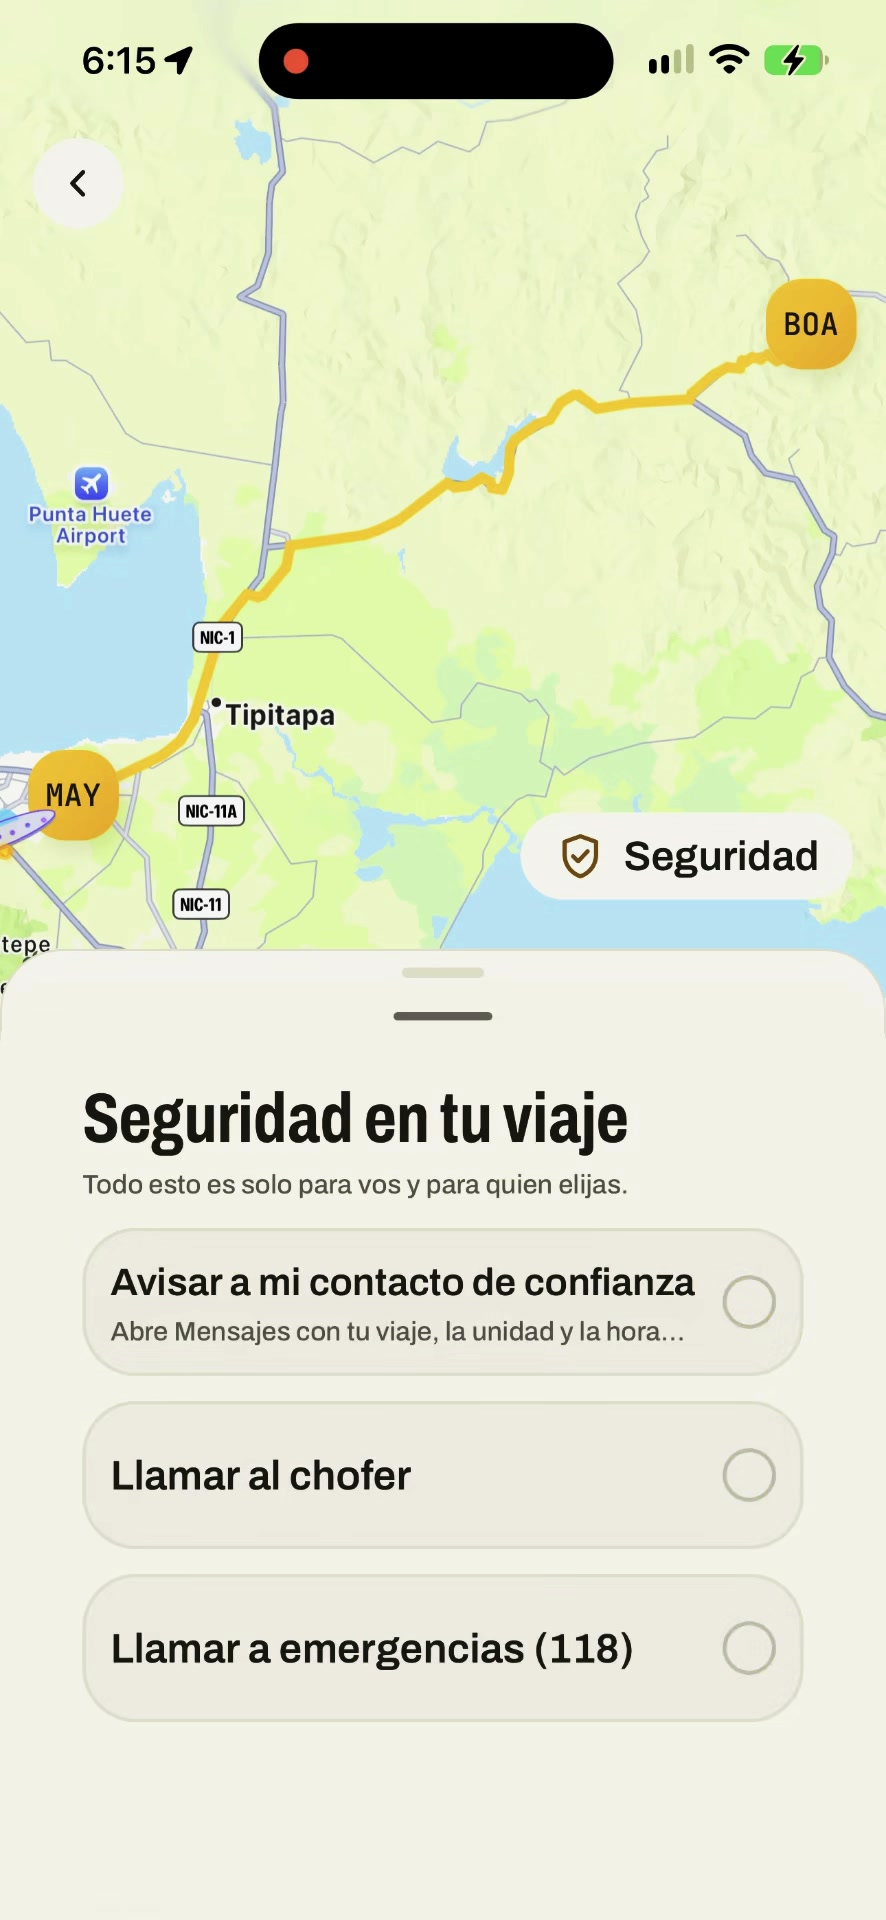 6:15
BOA
Punta Huete
Airport
NIC-1
Tipitapa
MAY
NIC-11A
Seguridad
NIC-11
tepe
Seguridad en tu viaje
Todo esto es solo para vos y para quien elijas.
Avisar a mi contacto de confianza
Abre Mensajes con tu viaje, la unidad y la hora...
Llamar al chofer
Llamar a emergencias (118)